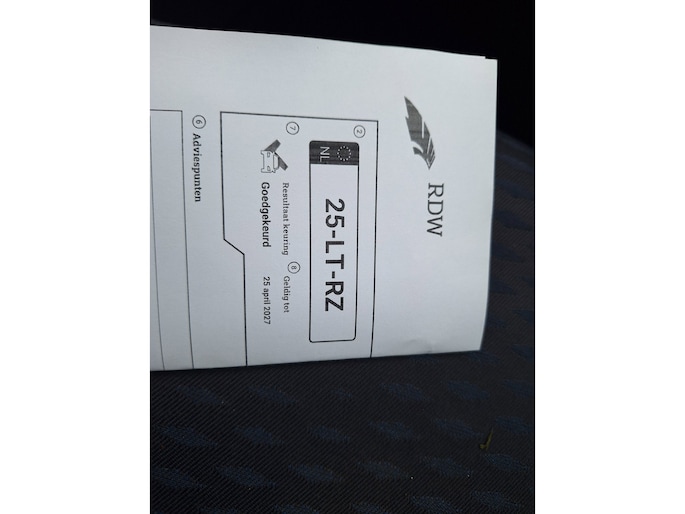 RDW
2
NL
25-LT-RZ
7
Resultaat keuring
Goedgekeurd
8
Geldig tot
25 april 2027
6 Adviespunten